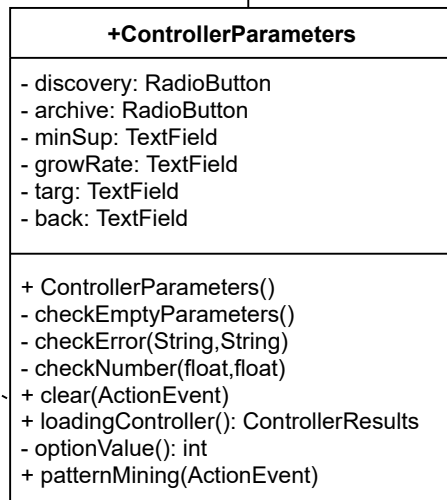 +ControllerParameters
- discovery: RadioButton
- archive: RadioButton
- minSup: TextField
- growRate: TextField
- targ: TextField
- back: TextField
+ ControllerParameters()
- checkEmptyParameters()
- checkError(String,String)
- checkNumber(float,float)
+ clear(ActionEvent)
+ loadingController(): ControllerResults
- optionValue(): int
+ patternMining(ActionEvent)